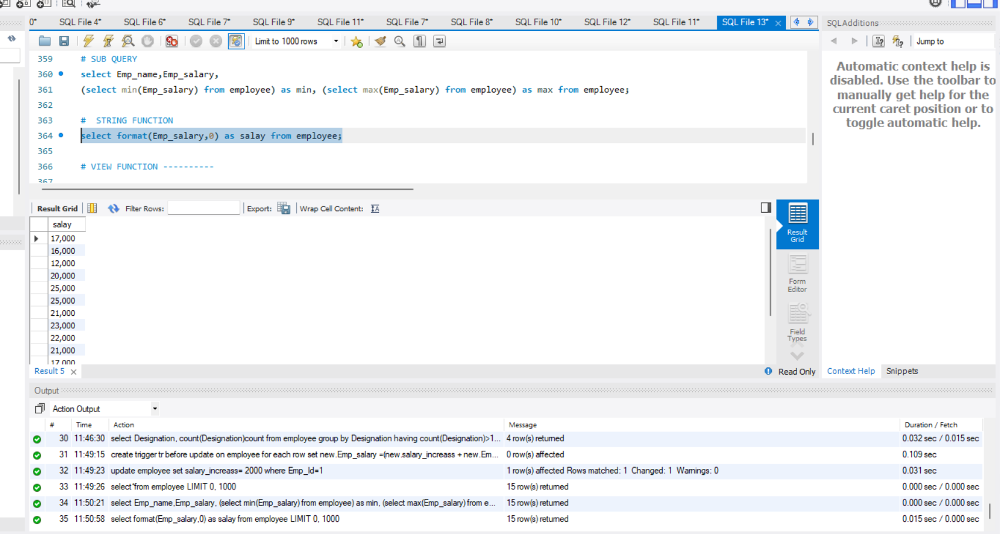 0* SQL File 4* SQL File 6* SQL File 7* SQL File 9* SQL File 11* SQL File 7* SQL File 8* SQL File 10* SQL File 12* SQL File 11* SQL File 13*
SQLAdditions
Limit to 1000 rows
Jump to
359 # SUB QUERY
360 select Emp_name,Emp_salary,
361 (select min(Emp_salary) from employee) as min, (select max(Emp_salary) from employee) as max from employee;
362
363 # STRING FUNCTION
364 select format(Emp_salary,0) as salay from employee;
365
366 # VIEW FUNCTION ----------
367
Automatic context help is
disabled. Use the toolbar to
manually get help for the
current caret position or to
toggle automatic help.
Result Grid Filter Rows: Export: Wrap Cell Content:
salay
17,000
16,000
12,000
20,000
25,000
25,000
21,000
23,000
22,000
21,000
17,000
Result
Grid
Form
Editor
Field
Types
Result 5
Read Only
Context Help Snippets
Output
Action Output
# Time Action Message Duration / Fetch
30 11:46:30 select Designation, count(Designation)count from employee group by Designation having count(Designation)>1... 4 row(s) returned 0.032 sec / 0.015 sec
31 11:49:15 create trigger tr before update on employee for each row set new.Emp_salary =(new.salary_increass + new.Em... 0 row(s) affected 0.109 sec
32 11:49:23 update employee set salary_increass= 2000 where Emp_Id=1 1 row(s) affected Rows matched: 1 Changed: 1 Warnings: 0 0.031 sec
33 11:49:26 select*from employee LIMIT 0, 1000 15 row(s) returned 0.000 sec / 0.000 sec
34 11:50:21 select Emp_name,Emp_salary, (select min(Emp_salary) from employee) as min, (select max(Emp_salary) from e... 15 row(s) returned 0.000 sec / 0.000 sec
35 11:50:58 select format(Emp_salary,0) as salay from employee LIMIT 0, 1000 15 row(s) returned 0.015 sec / 0.000 sec